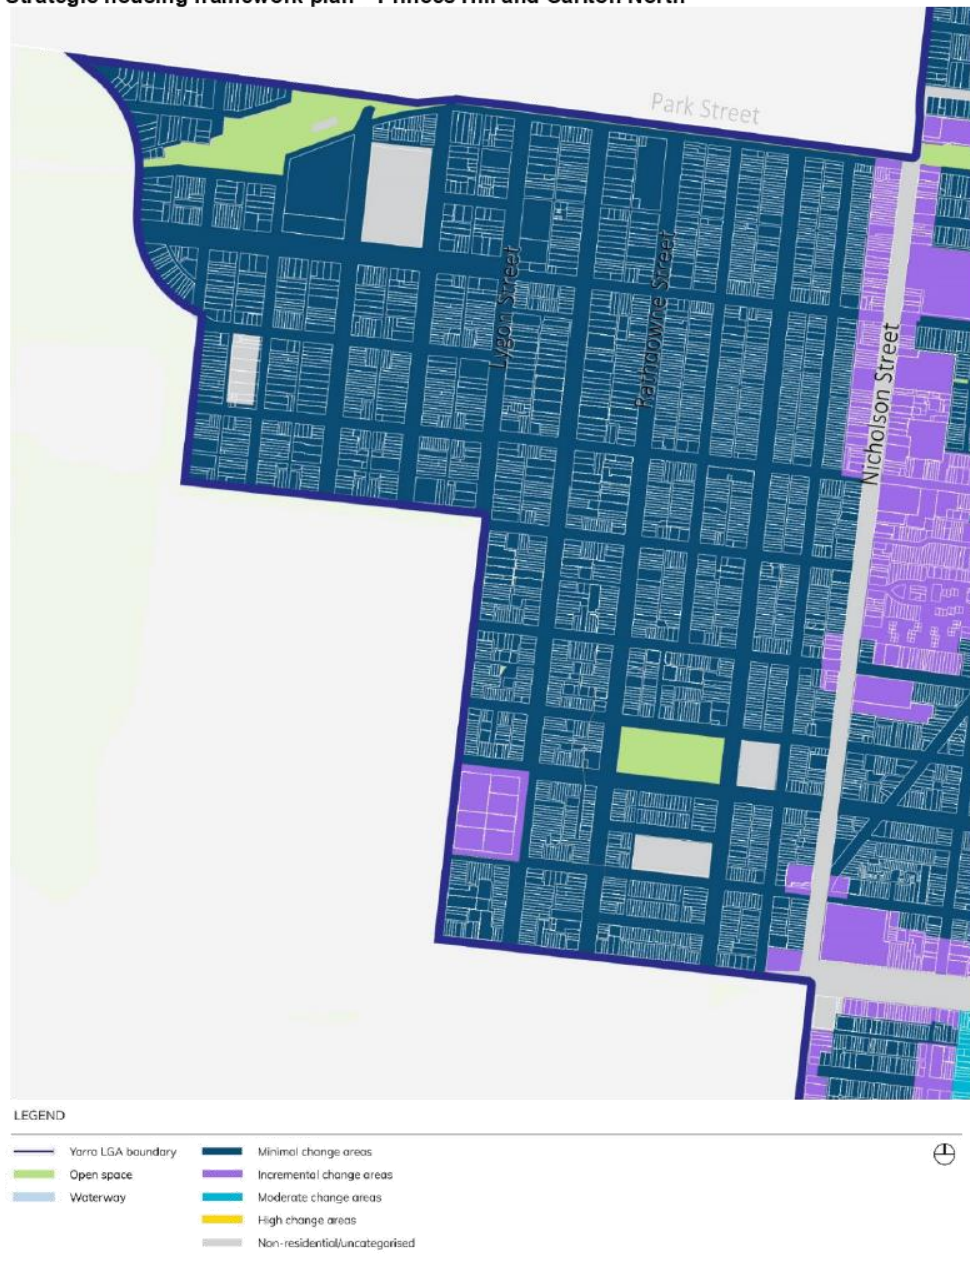 Strategic housing framework plan - Princes Hill and Carlton North
Park Street
Lygon Street
Rathdowne Street
Nicholson Street
LEGEND
Yarra LGA boundary
Open space
Waterway
Minimal change areas
Incremental change areas
Moderate change areas
High change areas
Non-residential/uncategorised